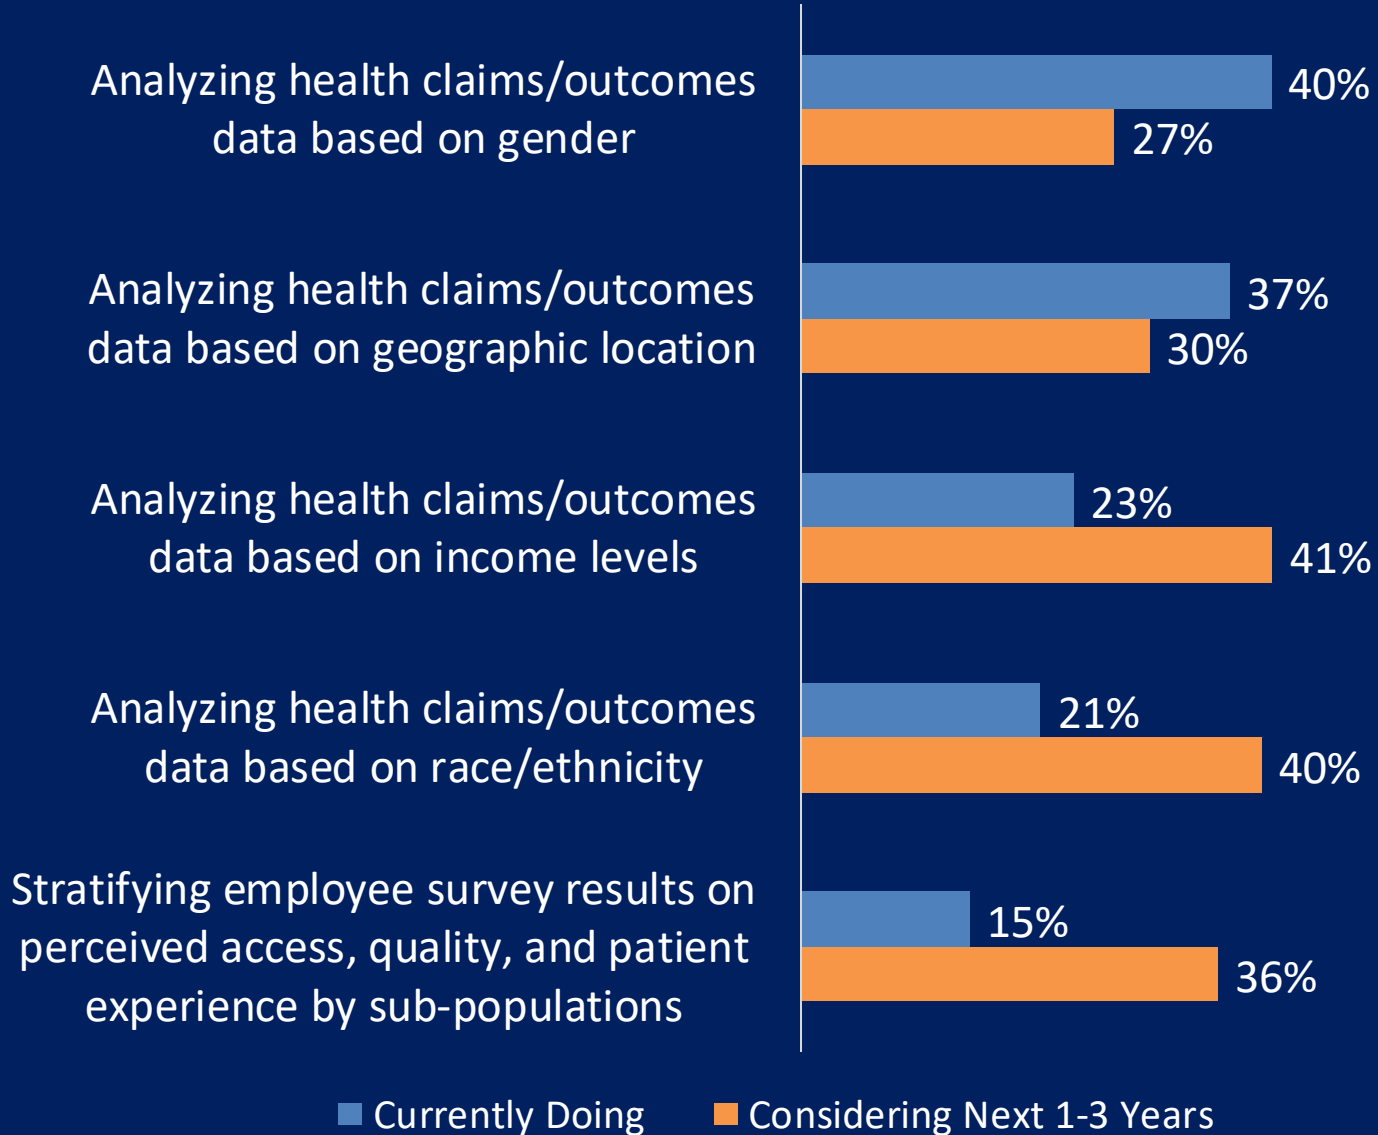 Analyzing health claims/outcomes
data based on gender
40%
27%
Analyzing health claims/outcomes
data based on geographic location
37%
30%
Analyzing health claims/outcomes
data based on income levels
23%
41%
Analyzing health claims/outcomes
data based on race/ethnicity
21%
40%
Stratifying employee survey results on
perceived access, quality, and patient
experience by sub-populations
15%
36%
Currently Doing
Considering Next 1-3 Years